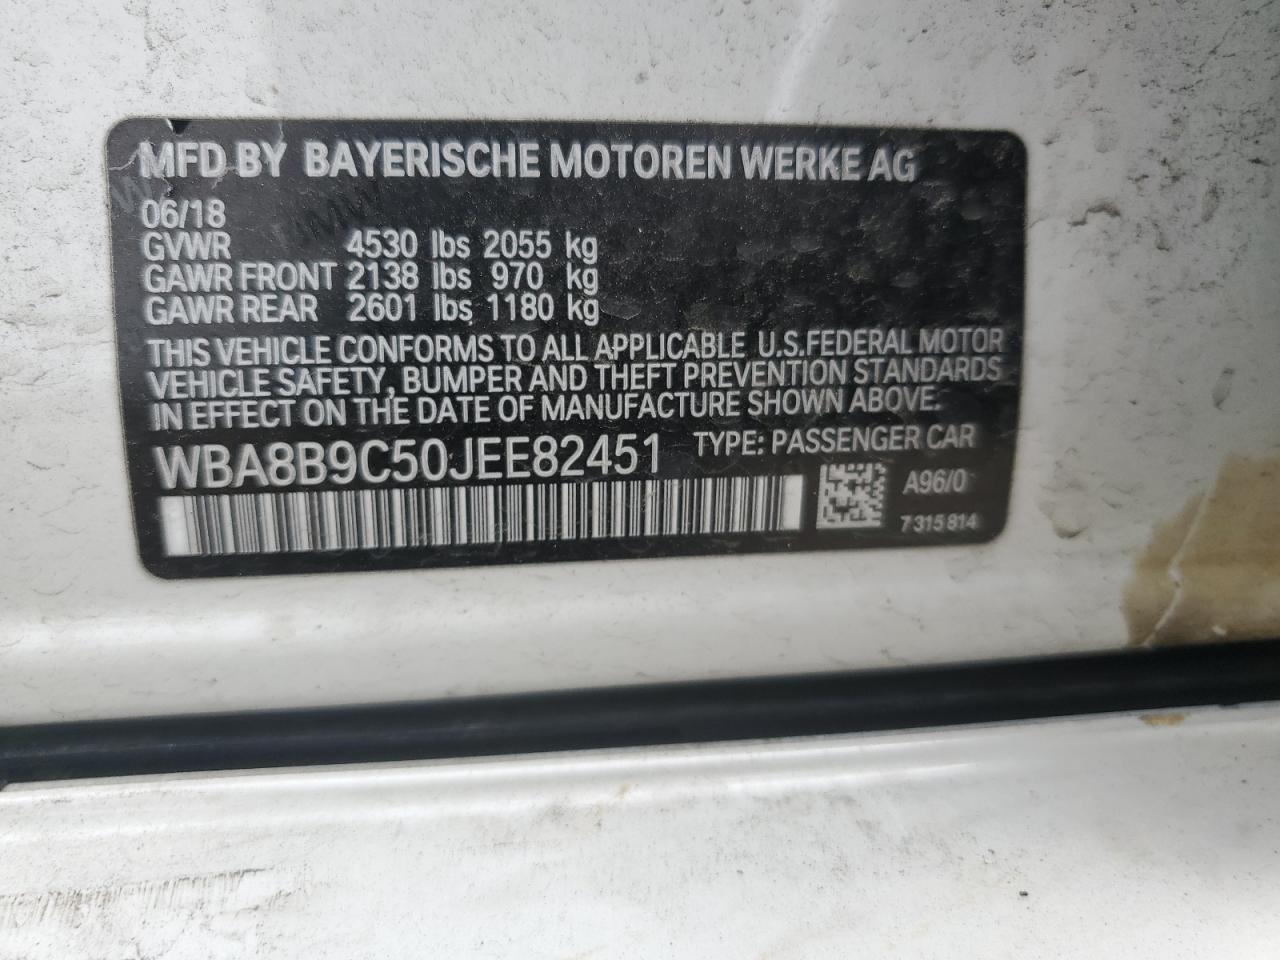 MFD BY BAYERISCHE MOTOREN WERKE AG
06/18
GVWR 4530 lbs 2055 kg
GAWR FRONT 2138 lbs 970 kg
GAWR REAR 2601 lbs 1180 kg
THIS VEHICLE CONFORMS TO ALL APPLICABLE U.S.FEDERAL MOTOR
VEHICLE SAFETY, BUMPER AND THEFT PREVENTION STANDARDS
IN EFFECT ON THE DATE OF MANUFACTURE SHOWN ABOVE.
WBA8B9C50JEE82451 TYPE: PASSENGER CAR
A96/0
7 315 814